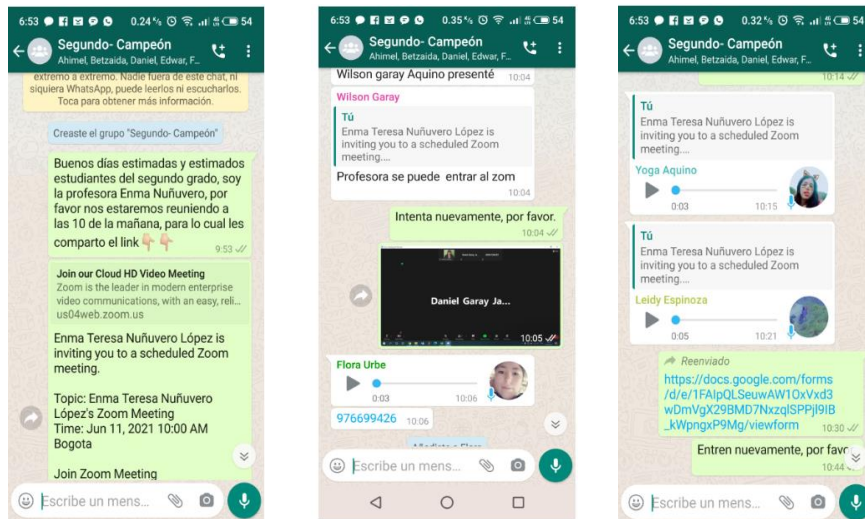 6:53 0.24 ᴷ/s 54
Segundo- Campeón
Ahimel, Betzaida, Daniel, Edwar, F...
extremo a extremo. Nadie fuera de este chat, ni
siquiera WhatsApp, puede leerlos ni escucharlos.
Toca para obtener más información.
Creaste el grupo "Segundo- Campeón"
Buenos días estimadas y estimados
estudiantes del segundo grado, soy
la profesora Enma Nuñuvero, por
favor nos estaremos reuniendo a
las 10 de la mañana, para lo cual les
comparto el link👇👇
9:53
Join our Cloud HD Video Meeting
Zoom is the leader in modern enterprise
video communications, with an easy, reli...
us04web.zoom.us
Enma Teresa Nuñuvero López is
inviting you to a scheduled Zoom
meeting.
Topic: Enma Teresa Nuñuvero
López's Zoom Meeting
Time: Jun 11, 2021 10:00 AM
Bogota
Join Zoom Meeting
Escribe un mens...
6:53 0.35 ᴷ/s 54
Segundo- Campeón
Ahimel, Betzaida, Daniel, Edwar, F...
Wilson garay Aquino presenté 10:04
Wilson Garay
Tú
Enma Teresa Nuñuvero López is
inviting you to a scheduled Zoom
meeting....
Profesora se puede entrar al zom
10:04
Intenta nuevamente, por favor.
10:04
Daniel Garay Ja...
10:05
Flora Urbe
0:03 10:06
976699426 10:06
Escribe un mens...
6:53 0.32 ᴷ/s 54
Segundo- Campeón
Ahimel, Betzaida, Daniel, Edwar, F...
10:14
Tú
Enma Teresa Nuñuvero López is
inviting you to a scheduled Zoom
meeting....
Yoga Aquino
0:03 10:15
Tú
Enma Teresa Nuñuvero López is
inviting you to a scheduled Zoom
meeting....
Leidy Espinoza
0:05 10:21
Reenviado
https://docs.google.com/forms
/d/e/1FAIpQLSeuwAW1OxVxd3
wDmVgX29BMD7NxzqlSPPjI9IB
_kWpngxP9Mg/viewform 10:30
Entren nuevamente, por favor
10:44
Escribe un mens...